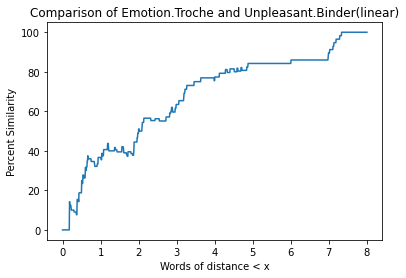 Comparison of Emotion.Troche and Unpleasant.Binder(linear)
100
80
60
40
20
0
Percent Similarity
0 1 2 3 4 5 6 7 8
Words of distance < x